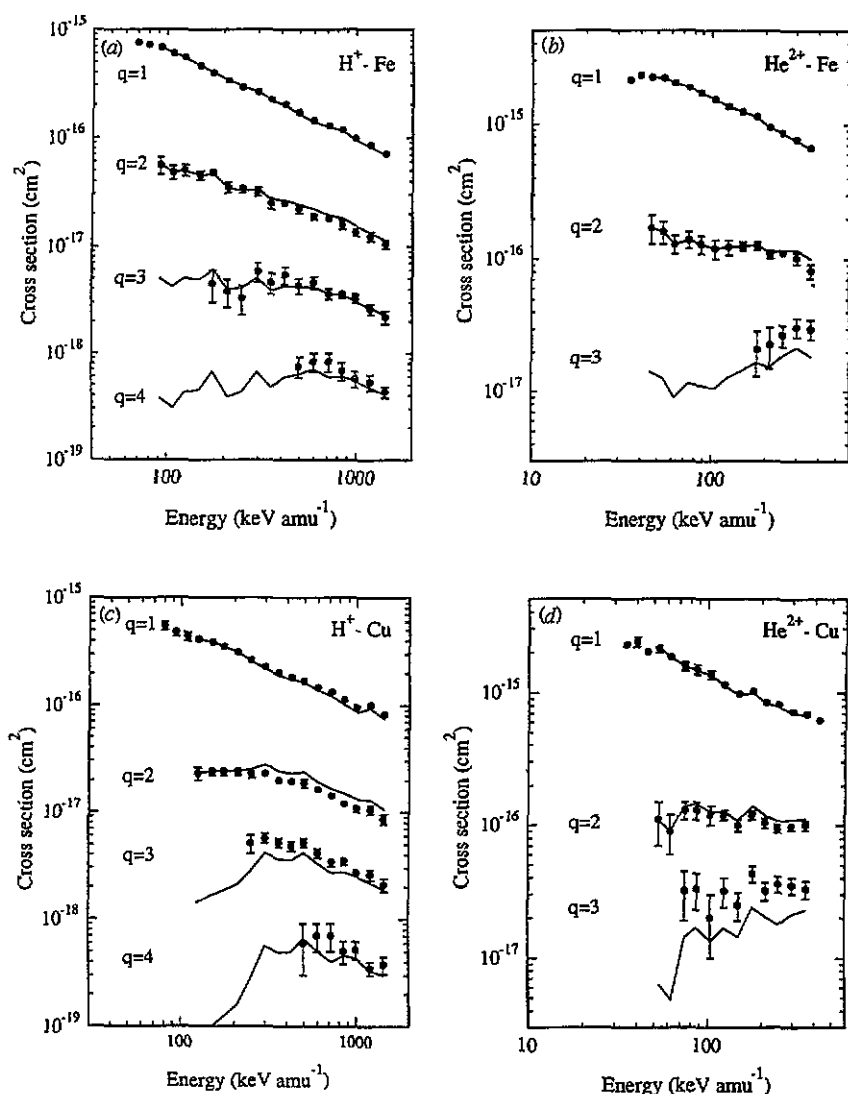 (a)
H⁺- Fe
10⁻¹⁵
10⁻¹⁶
10⁻¹⁷
10⁻¹⁸
10⁻¹⁹
q=1
q=2
q=3
q=4
Cross section (cm²)
100
1000
Energy (keV amu⁻¹)
(b)
He²⁺- Fe
10⁻¹⁵
10⁻¹⁶
10⁻¹⁷
q=1
q=2
q=3
Cross section (cm²)
10
100
Energy (keV amu⁻¹)
(c)
H⁺- Cu
10⁻¹⁵
10⁻¹⁶
10⁻¹⁷
10⁻¹⁸
10⁻¹⁹
q=1
q=2
q=3
q=4
Cross section (cm²)
100
1000
Energy (keV amu⁻¹)
(d)
He²⁺- Cu
10⁻¹⁵
10⁻¹⁶
10⁻¹⁷
q=1
q=2
q=3
Cross section (cm²)
10
100
Energy (keV amu⁻¹)